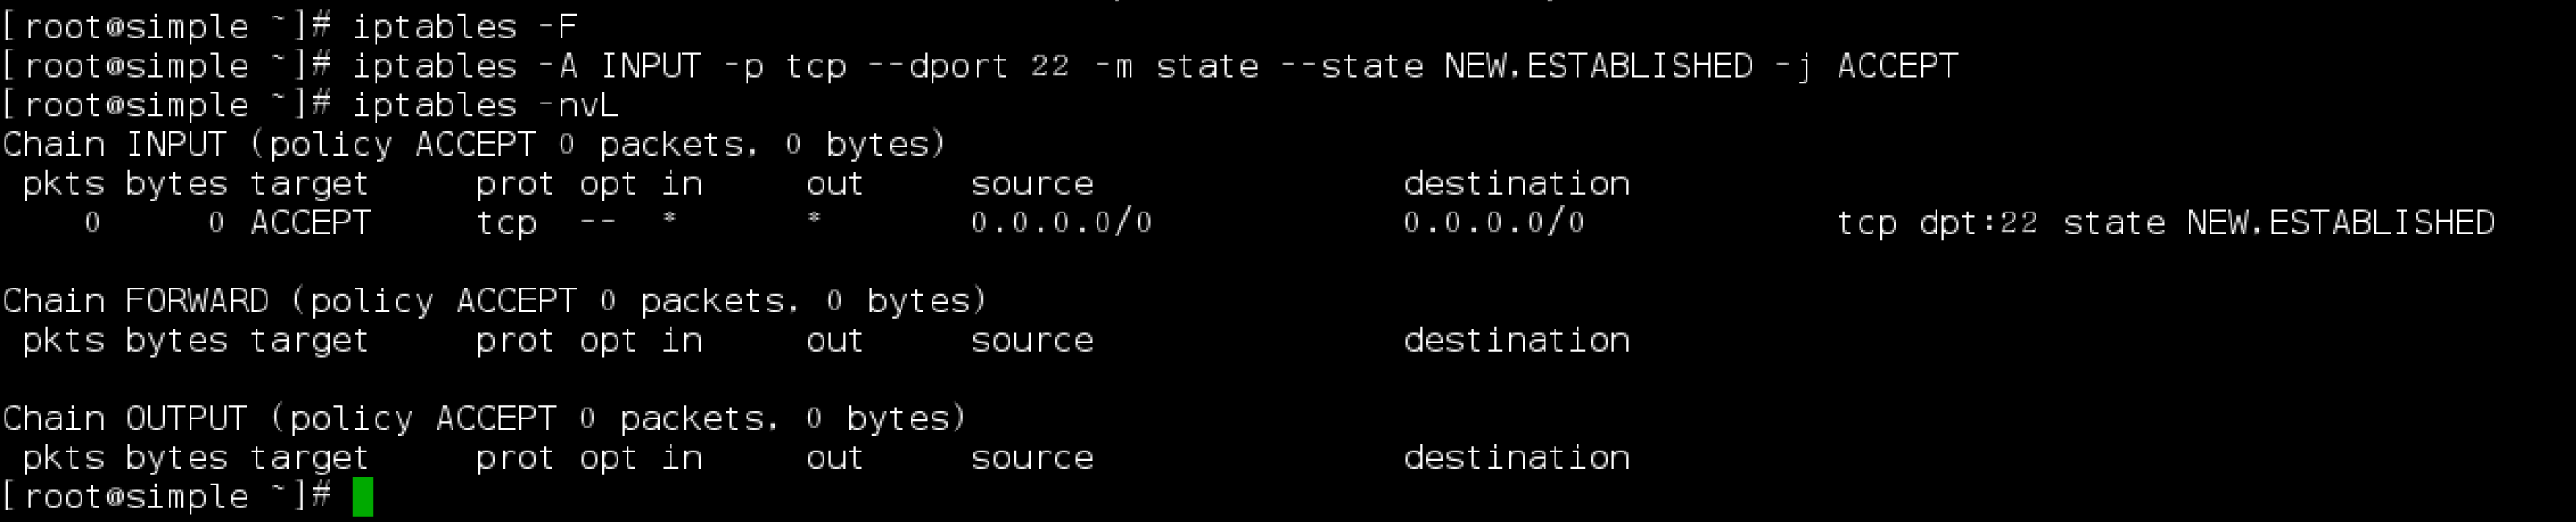 [root@simple ~]# iptables -F
[root@simple ~]# iptables -A INPUT -p tcp --dport 22 -m state --state NEW,ESTABLISHED -j ACCEPT
[root@simple ~]# iptables -nvL
Chain INPUT (policy ACCEPT 0 packets, 0 bytes)
 pkts bytes target     prot opt in     out     source               destination
    0     0 ACCEPT     tcp  --  *      *       0.0.0.0/0            0.0.0.0/0            tcp dpt:22 state NEW,ESTABLISHED
Chain FORWARD (policy ACCEPT 0 packets, 0 bytes)
 pkts bytes target     prot opt in     out     source               destination
Chain OUTPUT (policy ACCEPT 0 packets, 0 bytes)
 pkts bytes target     prot opt in     out     source               destination
[root@simple ~]#